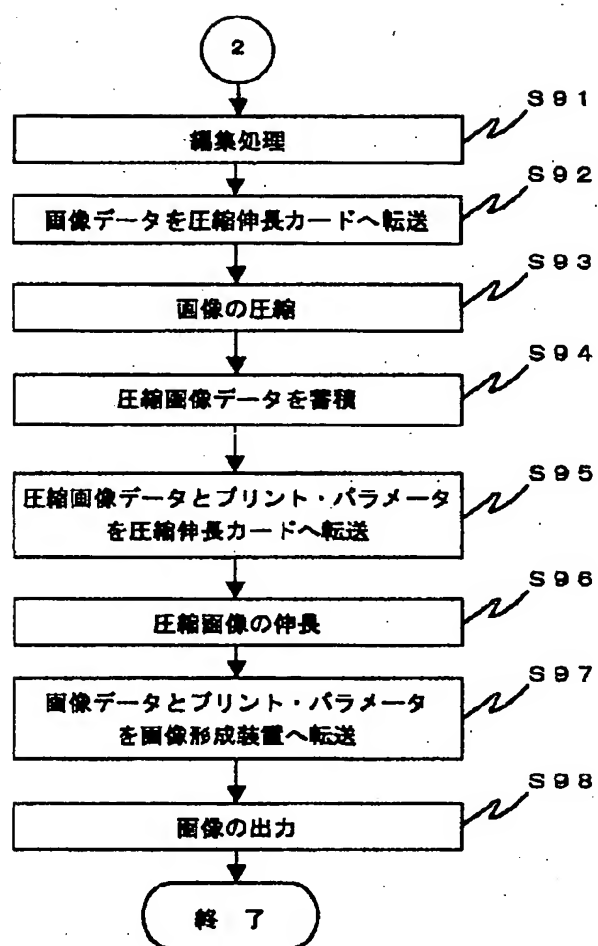 2
S91
編集処理
S92
画像データを圧縮伸長カードへ転送
S93
画像の圧縮
S94
圧縮画像データを蓄積
S95
圧縮画像データとプリント・パラメータ
を圧縮伸長カードへ転送
S96
圧縮画像の伸長
S97
画像データとプリント・パラメータ
を画像形成装置へ転送
S98
画像の出力
終 了